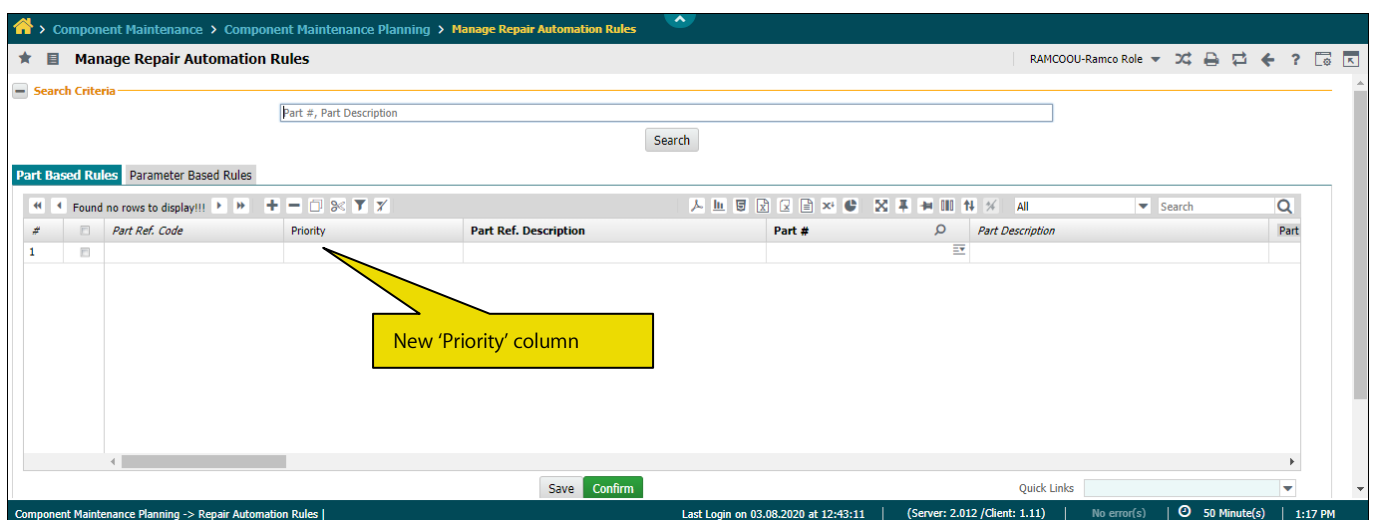 > Component Maintenance > Component Maintenance Planning > Manage Repair Automation Rules
Manage Repair Automation Rules
RAMCOOU-Ramco Role
?
Search Criteria
Part #, Part Description
Search
Part Based Rules Parameter Based Rules
Found no rows to display!!! All Search
# Part Ref. Code Priority Part Ref. Description Part # Part Description Part
1
New ‘Priority’ column
Save Confirm Quick Links
Component Maintenance Planning -> Repair Automation Rules | Last Login on 03.08.2020 at 12:43:11 | (Server: 2.012 /Client: 1.11) | No error(s) | 50 Minute(s) | 1:17 PM